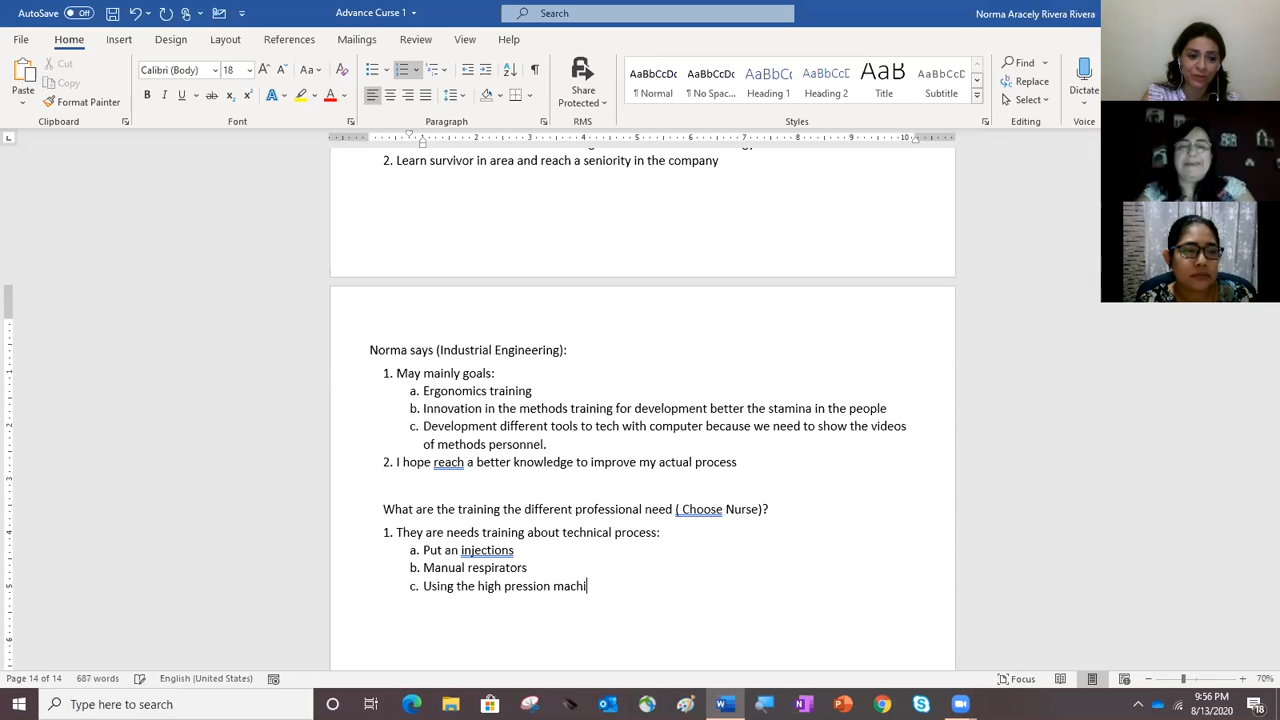 AutoSave Off
Advance Curse 1
Search
Norma Aracely Rivera Rivera
File Home Insert Design Layout References Mailings Review View Help
Cut
Copy
Paste
Format Painter
Calibri (Body) 18
Find
Replace
Select
Share
Protected
Dictate
AaBbCcDc AaBbCcDc AaBbCc AaBbCcD AaB AaBbCcD
¶ Normal ¶ No Spac... Heading 1 Heading 2 Title Subtitle
Clipboard Font Paragraph RMS Styles Editing Voice
2. Learn survivor in area and reach a seniority in the company
Norma says (Industrial Engineering):
1. May mainly goals:
a. Ergonomics training
b. Innovation in the methods training for development better the stamina in the people
c. Development different tools to tech with computer because we need to show the videos
of methods personnel.
2. I hope reach a better knowledge to improve my actual process
What are the training the different professional need ( Choose Nurse)?
1. They are needs training about technical process:
a. Put an injections
b. Manual respirators
c. Using the high pression machi
Page 14 of 14 687 words English (United States) Focus 70%
Type here to search
9:56 PM
8/13/2020
18